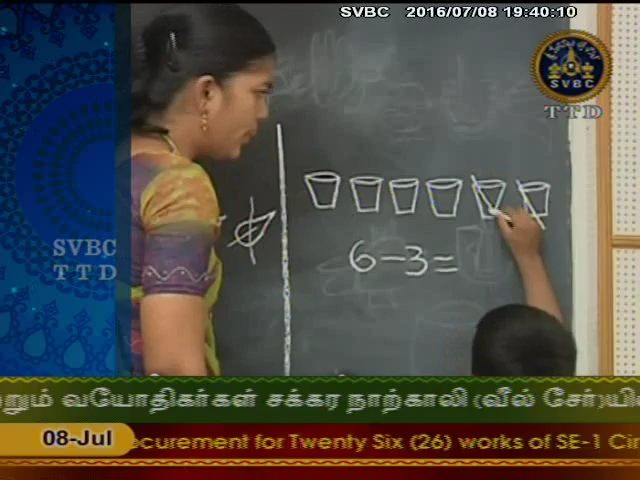 SVBC 2016/07/08 19:40:10
SVBC
TTD
SVBC
TTD
6-3=
வயோதிகர்கள் சக்கர நாற்காலி (வீல் சேர்)
08-Jul ecurement for Twenty Six (26) works of SE-1 Cir